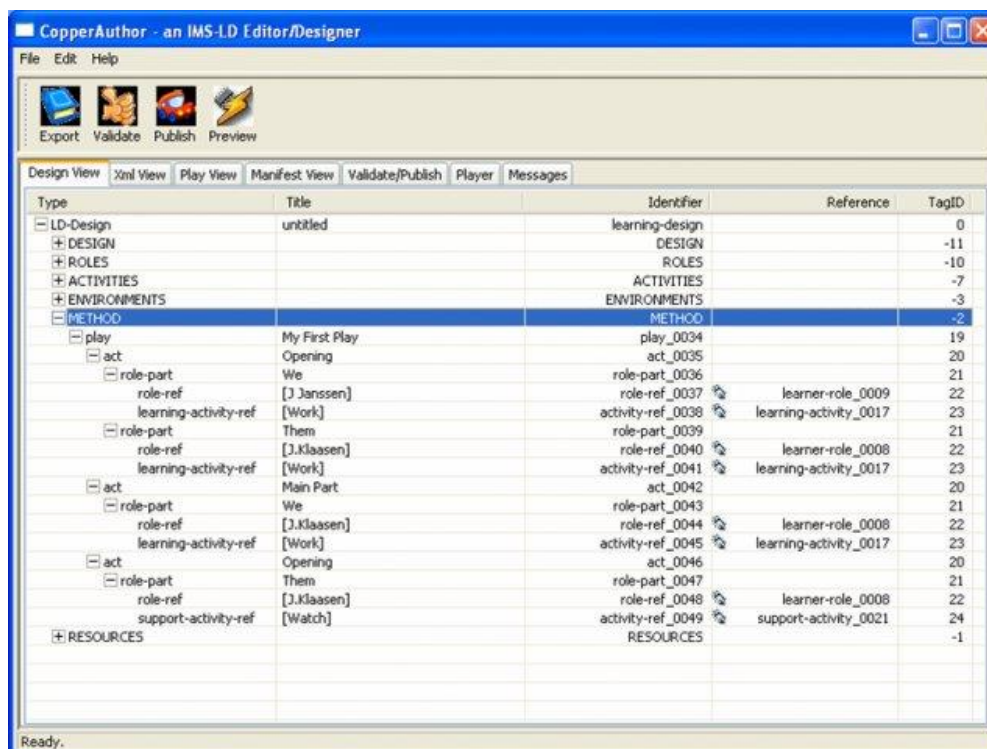 CopperAuthor - an IMS-LD Editor/Designer
File Edit Help
Export Validate Publish Preview
Design View Xml View Play View Manifest View Validate/Publish Player Messages
Type Title Identifier Reference TagID
LD-Design untitled learning-design 0
DESIGN DESIGN -11
ROLES ROLES -10
ACTIVITIES ACTIVITIES -7
ENVIRONMENTS ENVIRONMENTS -3
METHOD METHOD -2
play My First Play play_0034 19
act Opening act_0035 20
role-part We role-part_0036 21
role-ref [J Janssen] role-ref_0037 learner-role_0009 22
learning-activity-ref [Work] activity-ref_0038 learning-activity_0017 23
role-part Them role-part_0039 21
role-ref [J.Klaasen] role-ref_0040 learner-role_0008 22
learning-activity-ref [Work] activity-ref_0041 learning-activity_0017 23
act Main Part act_0042 20
role-part We role-part_0043 21
role-ref [J.Klaasen] role-ref_0044 learner-role_0008 22
learning-activity-ref [Work] activity-ref_0045 learning-activity_0017 23
act Opening act_0046 20
role-part Them role-part_0047 21
role-ref [J.Klaasen] role-ref_0048 learner-role_0008 22
support-activity-ref [Watch] activity-ref_0049 support-activity_0021 24
RESOURCES RESOURCES -1
Ready.